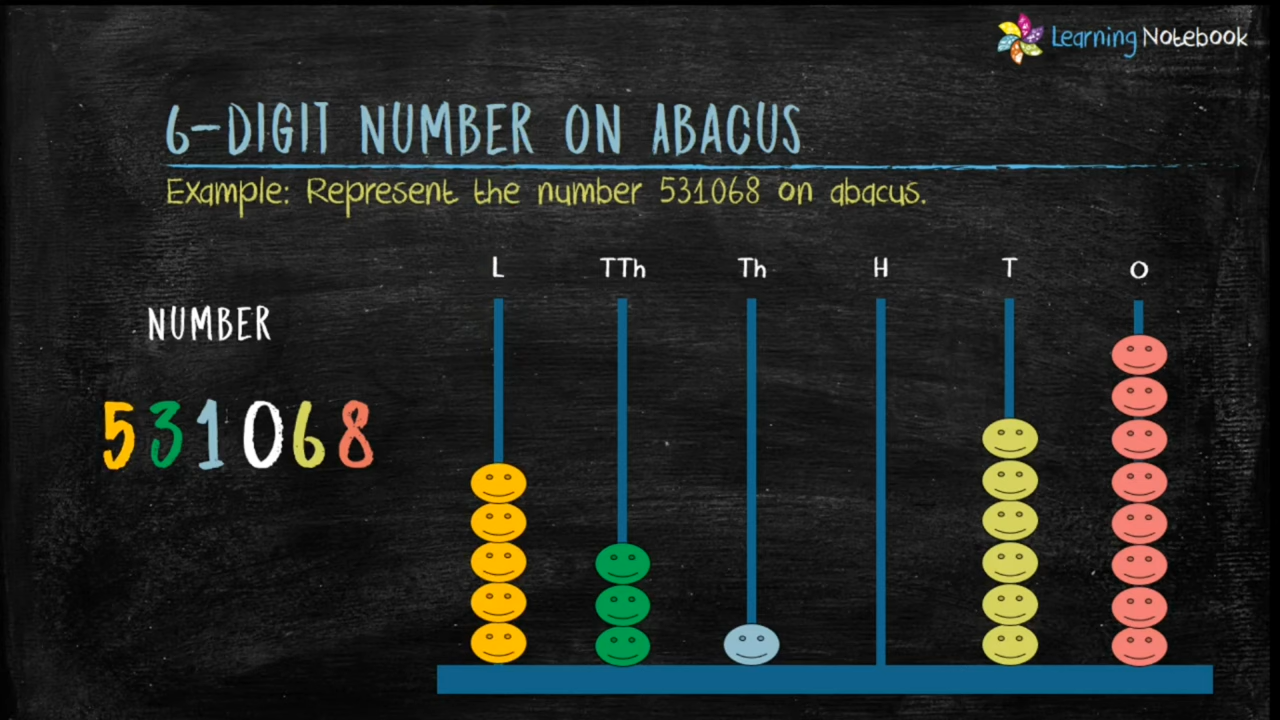 Learning Notebook
6-DIGIT NUMBER ON ABACUS
Example: Represent the number 531068 on abacus.
L TTh Th H T O
NUMBER
531068